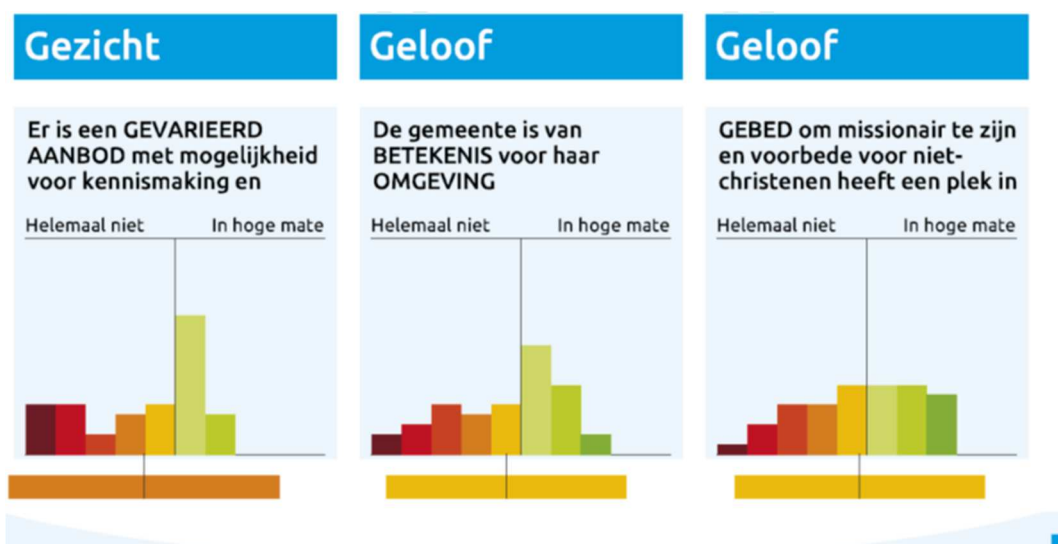 Gezicht
Er is een GEVARIEERD
AANBOD met mogelijkheid
voor kennismaking en
Helemaal niet In hoge mate
Geloof
De gemeente is van
BETEKENIS voor haar
OMGEVING
Helemaal niet In hoge mate
Geloof
GEBED om missionair te zijn
en voorbede voor niet-
christenen heeft een plek in
Helemaal niet In hoge mate